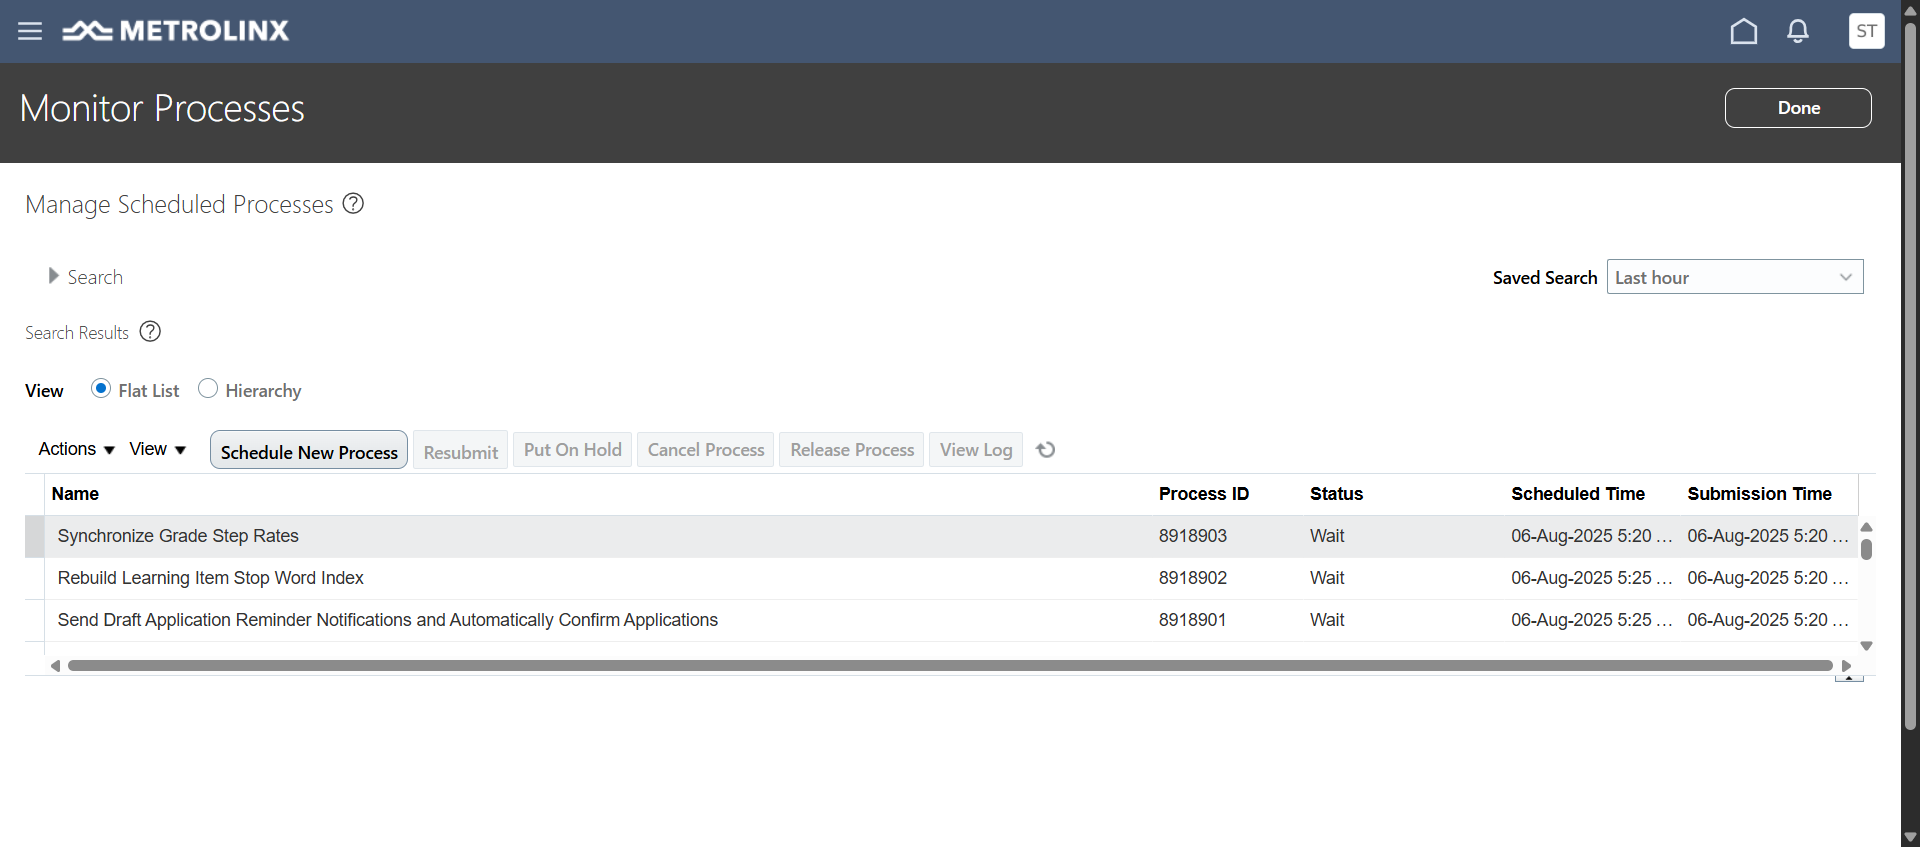 METROLINX
ST
Monitor Processes
Done
Manage Scheduled Processes ?
Search
Saved Search Last hour
Search Results ?
View Flat List Hierarchy
Actions View Schedule New Process Resubmit Put On Hold Cancel Process Release Process View Log
Name Process ID Status Scheduled Time Submission Time
Synchronize Grade Step Rates 8918903 Wait 06-Aug-2025 5:20 ... 06-Aug-2025 5:20 ...
Rebuild Learning Item Stop Word Index 8918902 Wait 06-Aug-2025 5:25 ... 06-Aug-2025 5:20 ...
Send Draft Application Reminder Notifications and Automatically Confirm Applications 8918901 Wait 06-Aug-2025 5:25 ... 06-Aug-2025 5:20 ...